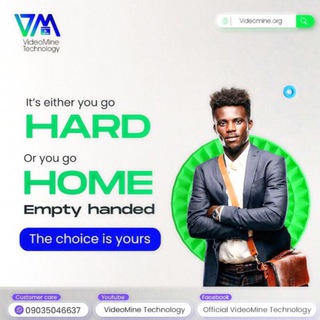 VM
VideoMine
Technology
Videomine.org
It's either you go
HARD
Or you go
HOME
Empty handed
The choice is yours
Customer care
09035046637
Youtube
VideoMine Technology
Facebook
Official VideoMine Technology